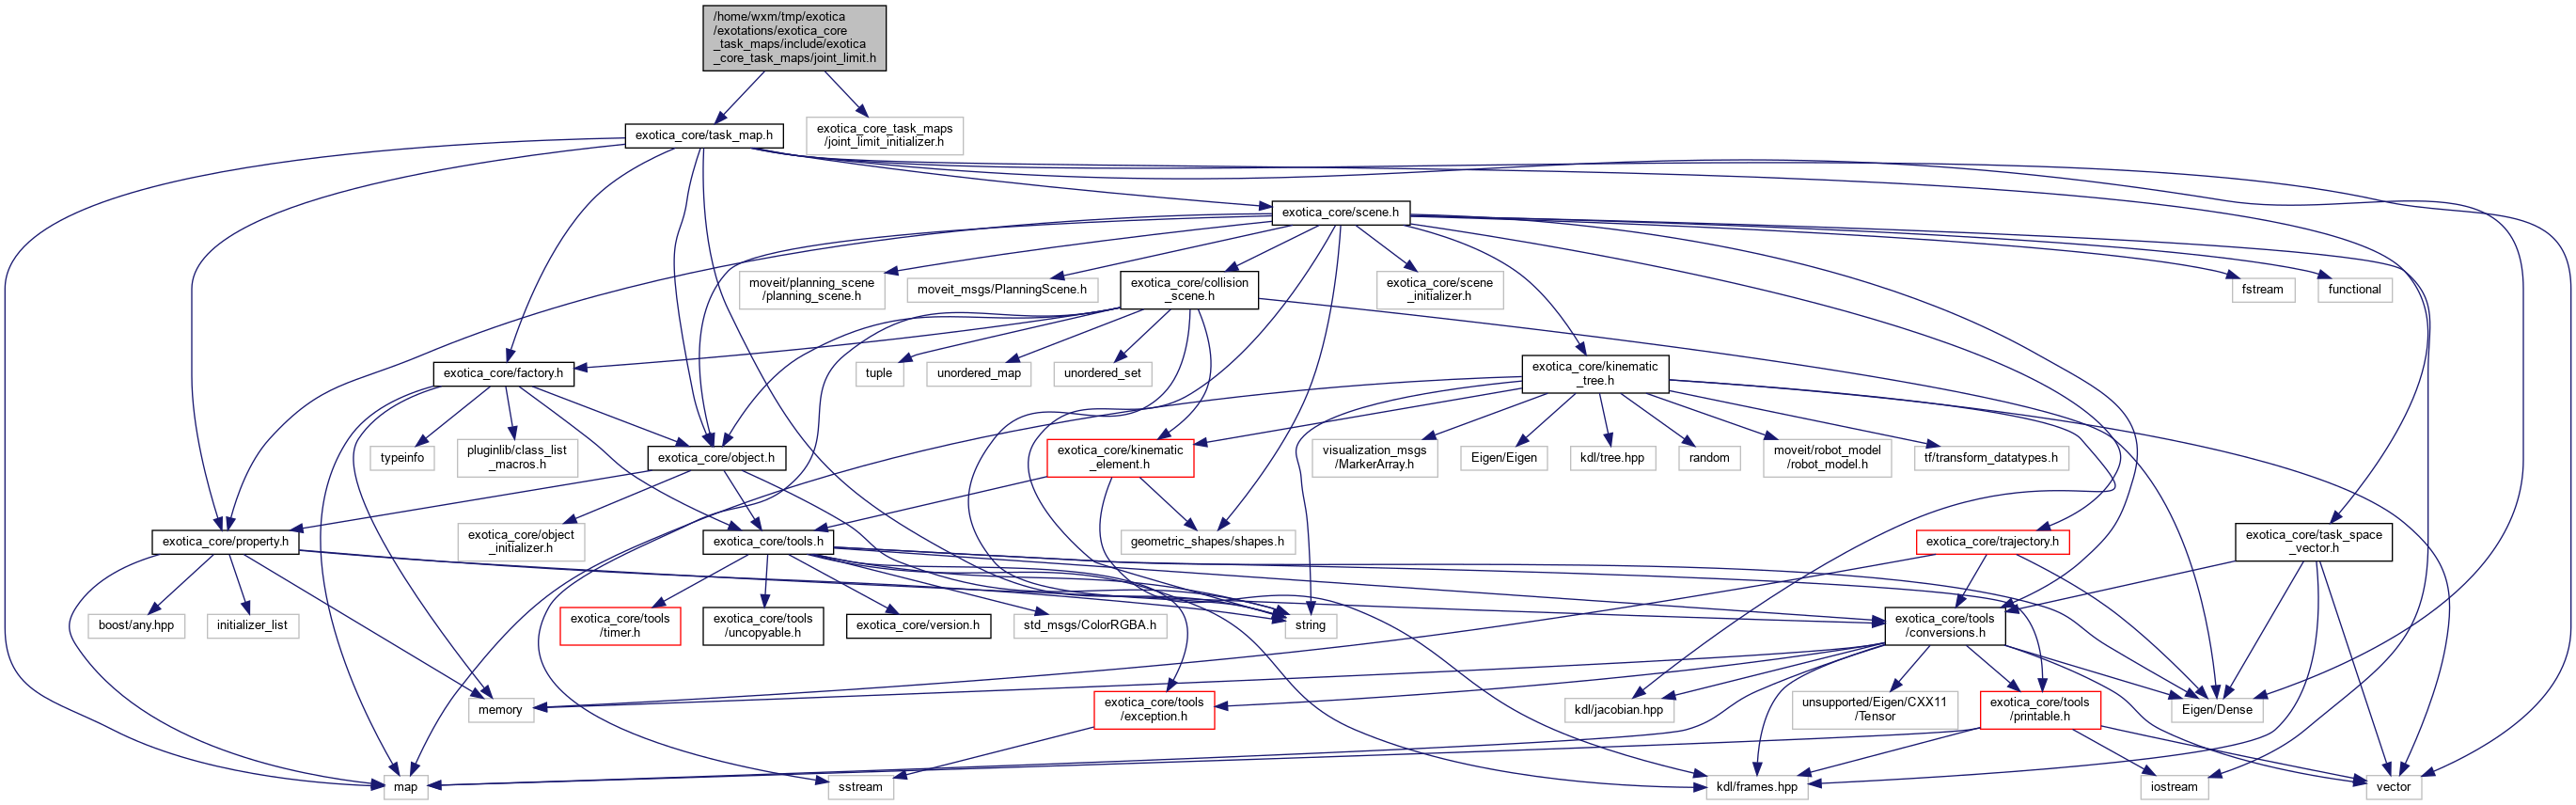 /home/wxm/tmp/exotica
/exotations/exotica_core
_task_maps/include/exotica
_core_task_maps/joint_limit.h
exotica_core/task_map.h
exotica_core_task_maps
/joint_limit_initializer.h
exotica_core/scene.h
moveit/planning_scene
/planning_scene.h
moveit_msgs/PlanningScene.h
exotica_core/collision
_scene.h
exotica_core/scene
_initializer.h
fstream
functional
exotica_core/factory.h
tuple
unordered_map
unordered_set
exotica_core/kinematic
_tree.h
typeinfo
pluginlib/class_list
_macros.h
exotica_core/object.h
exotica_core/kinematic
_element.h
visualization_msgs
/MarkerArray.h
Eigen/Eigen
kdl/tree.hpp
random
moveit/robot_model
/robot_model.h
tf/transform_datatypes.h
exotica_core/property.h
exotica_core/object
_initializer.h
exotica_core/tools.h
geometric_shapes/shapes.h
exotica_core/trajectory.h
exotica_core/task_space
_vector.h
boost/any.hpp
initializer_list
exotica_core/tools
/timer.h
exotica_core/tools
/uncopyable.h
exotica_core/version.h
std_msgs/ColorRGBA.h
string
exotica_core/tools
/conversions.h
memory
exotica_core/tools
/exception.h
kdl/jacobian.hpp
unsupported/Eigen/CXX11
/Tensor
exotica_core/tools
/printable.h
Eigen/Dense
map
sstream
kdl/frames.hpp
iostream
vector